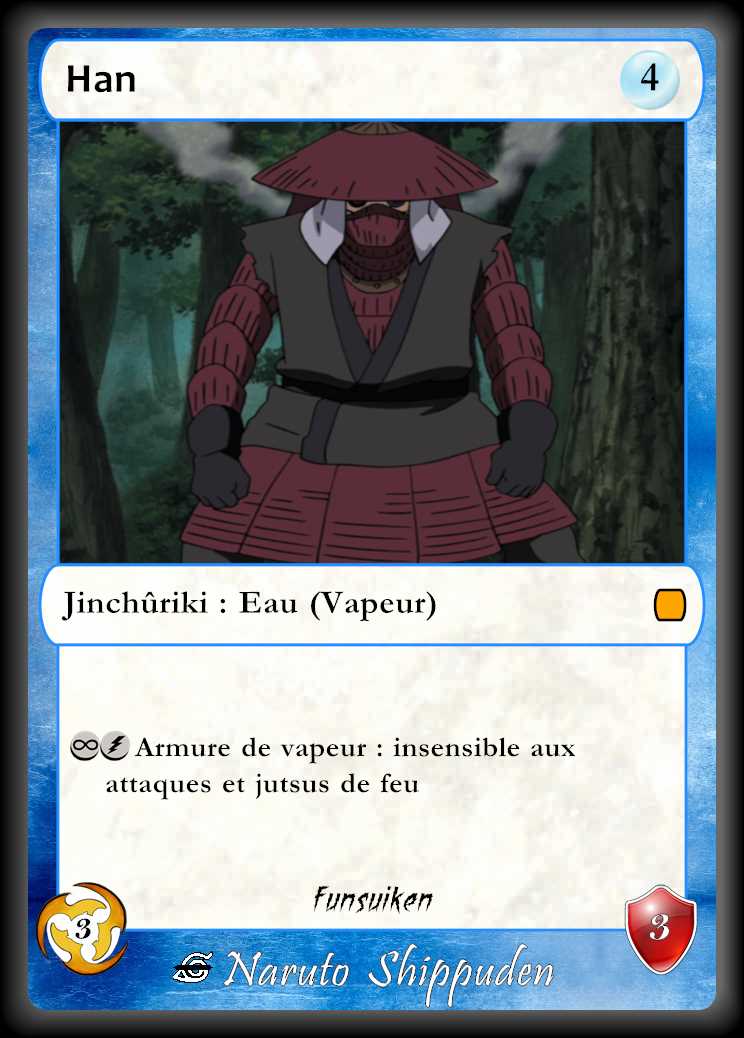 Han
4
Jinchûriki : Eau (Vapeur)
Armure de vapeur : insensible aux
attaques et jutsus de feu
Funsuiken
3
3
Naruto Shippuden